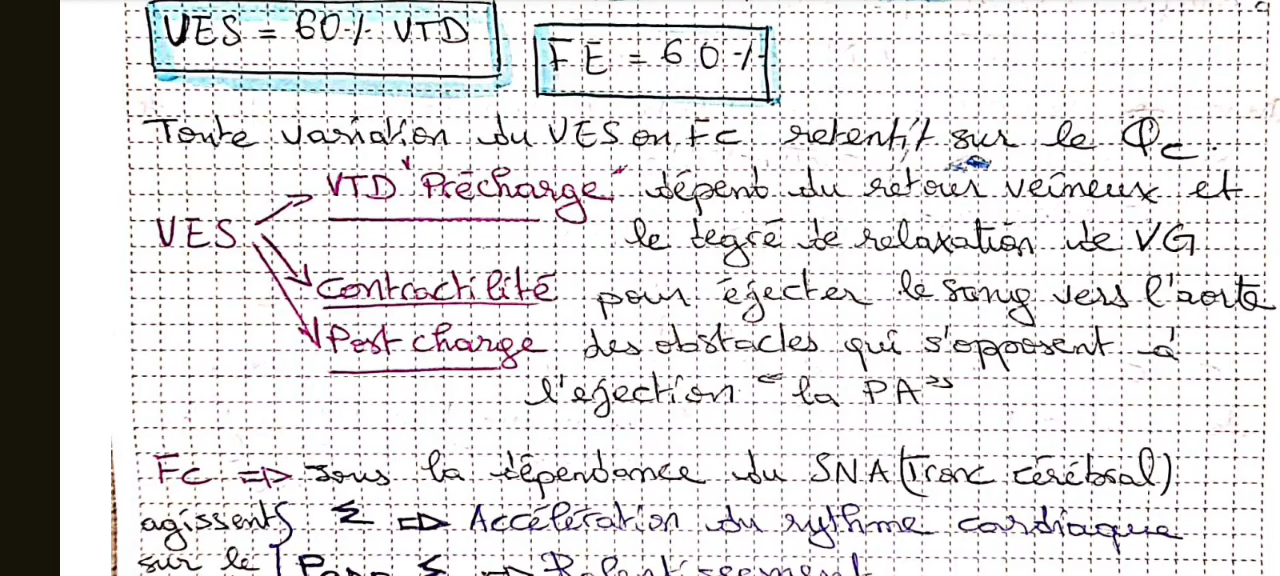 VES = 60 % VTD
FE = 60 %
Toute variation du VES ou Fc retentit sur le Qc.
VTD "Précharge" dépent du retour veineux et
VES
le degré de relaxation de VG
Contractilité pour éjecter le sang vers l'aorte
Post charge des obstacles qui s'opposent à
l'éjection "la PA"
Fc => sous la dépendance du SNA (Tronc cérébral)
agissent { Σ => Accélération du rythme cardiaque
sur le Para Σ => Ralentissement